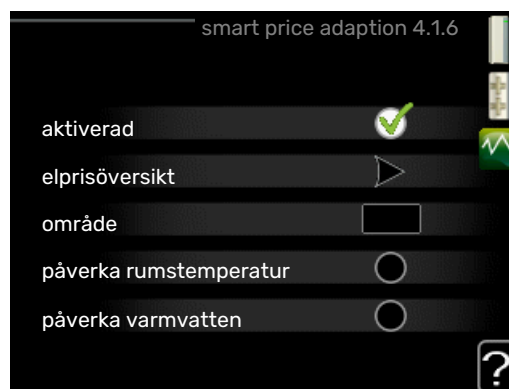 smart price adaption 4.1.6
aktiverad
elprisöversikt
område
påverka rumstemperatur
påverka varmvatten
?